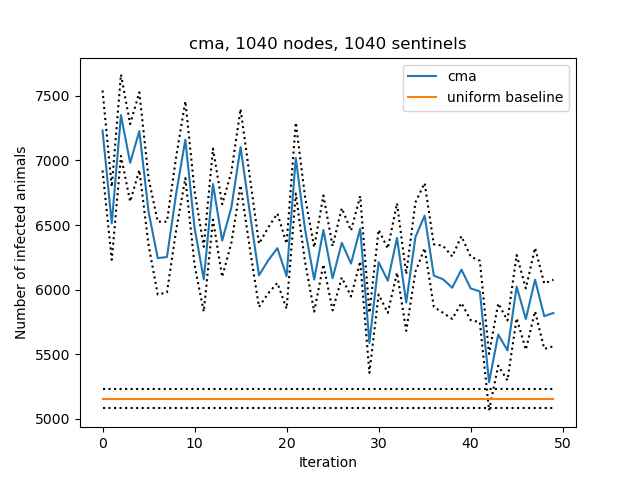 cma, 1040 nodes, 1040 sentinels
cma
uniform baseline
Number of infected animals
7500
7000
6500
6000
5500
5000
0 10 20 30 40 50
Iteration